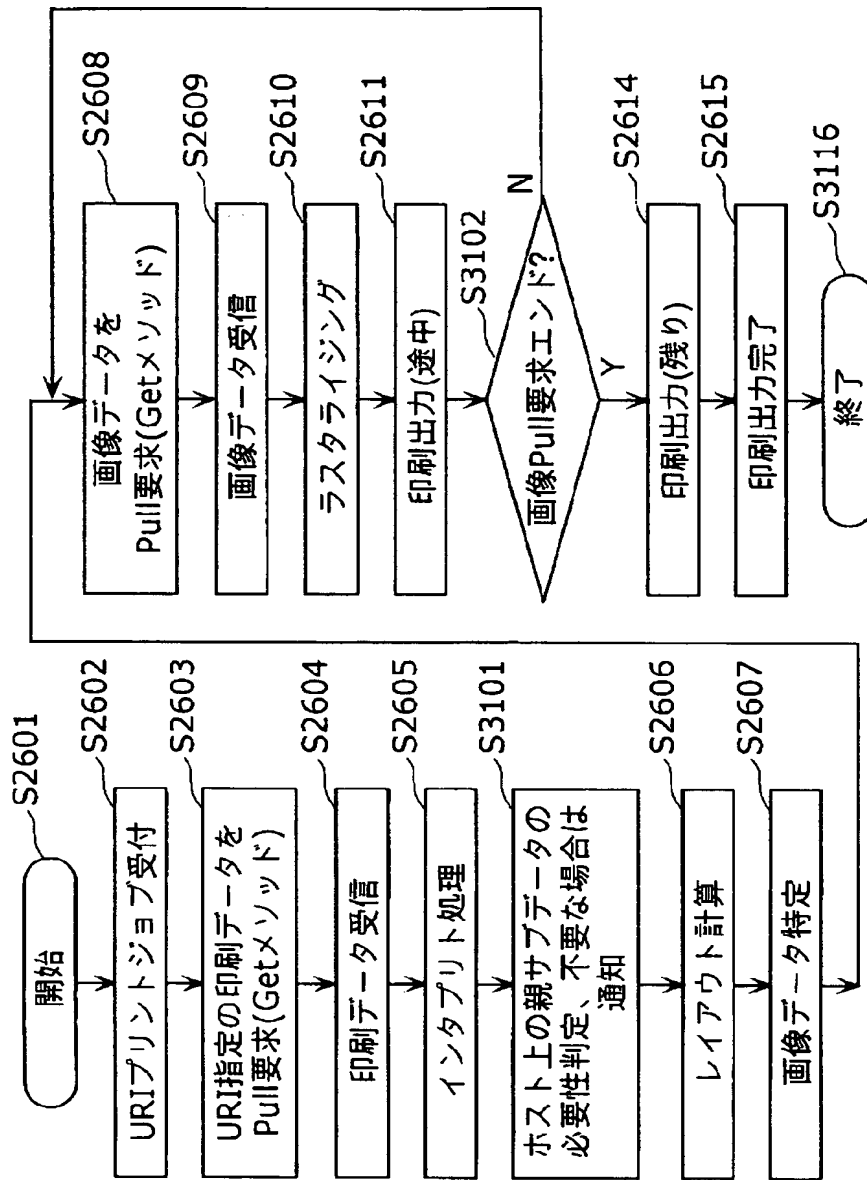 開始
S2601
URIプリントジョブ受付
S2602
URI指定の印刷データを
Pull要求(Getメソッド)
S2603
印刷データ受信
S2604
インタプリト処理
S2605
ホスト上の親サブデータの
必要性判定、不要な場合は
通知
S3101
レイアウト計算
S2606
画像データ特定
S2607
画像データを
Pull要求(Getメソッド)
S2608
画像データ受信
S2609
ラスタライジング
S2610
印刷出力(途中)
S2611
画像Pull要求エンド?
S3102
N
Y
印刷出力(残り)
S2614
印刷出力完了
S2615
終了
S3116